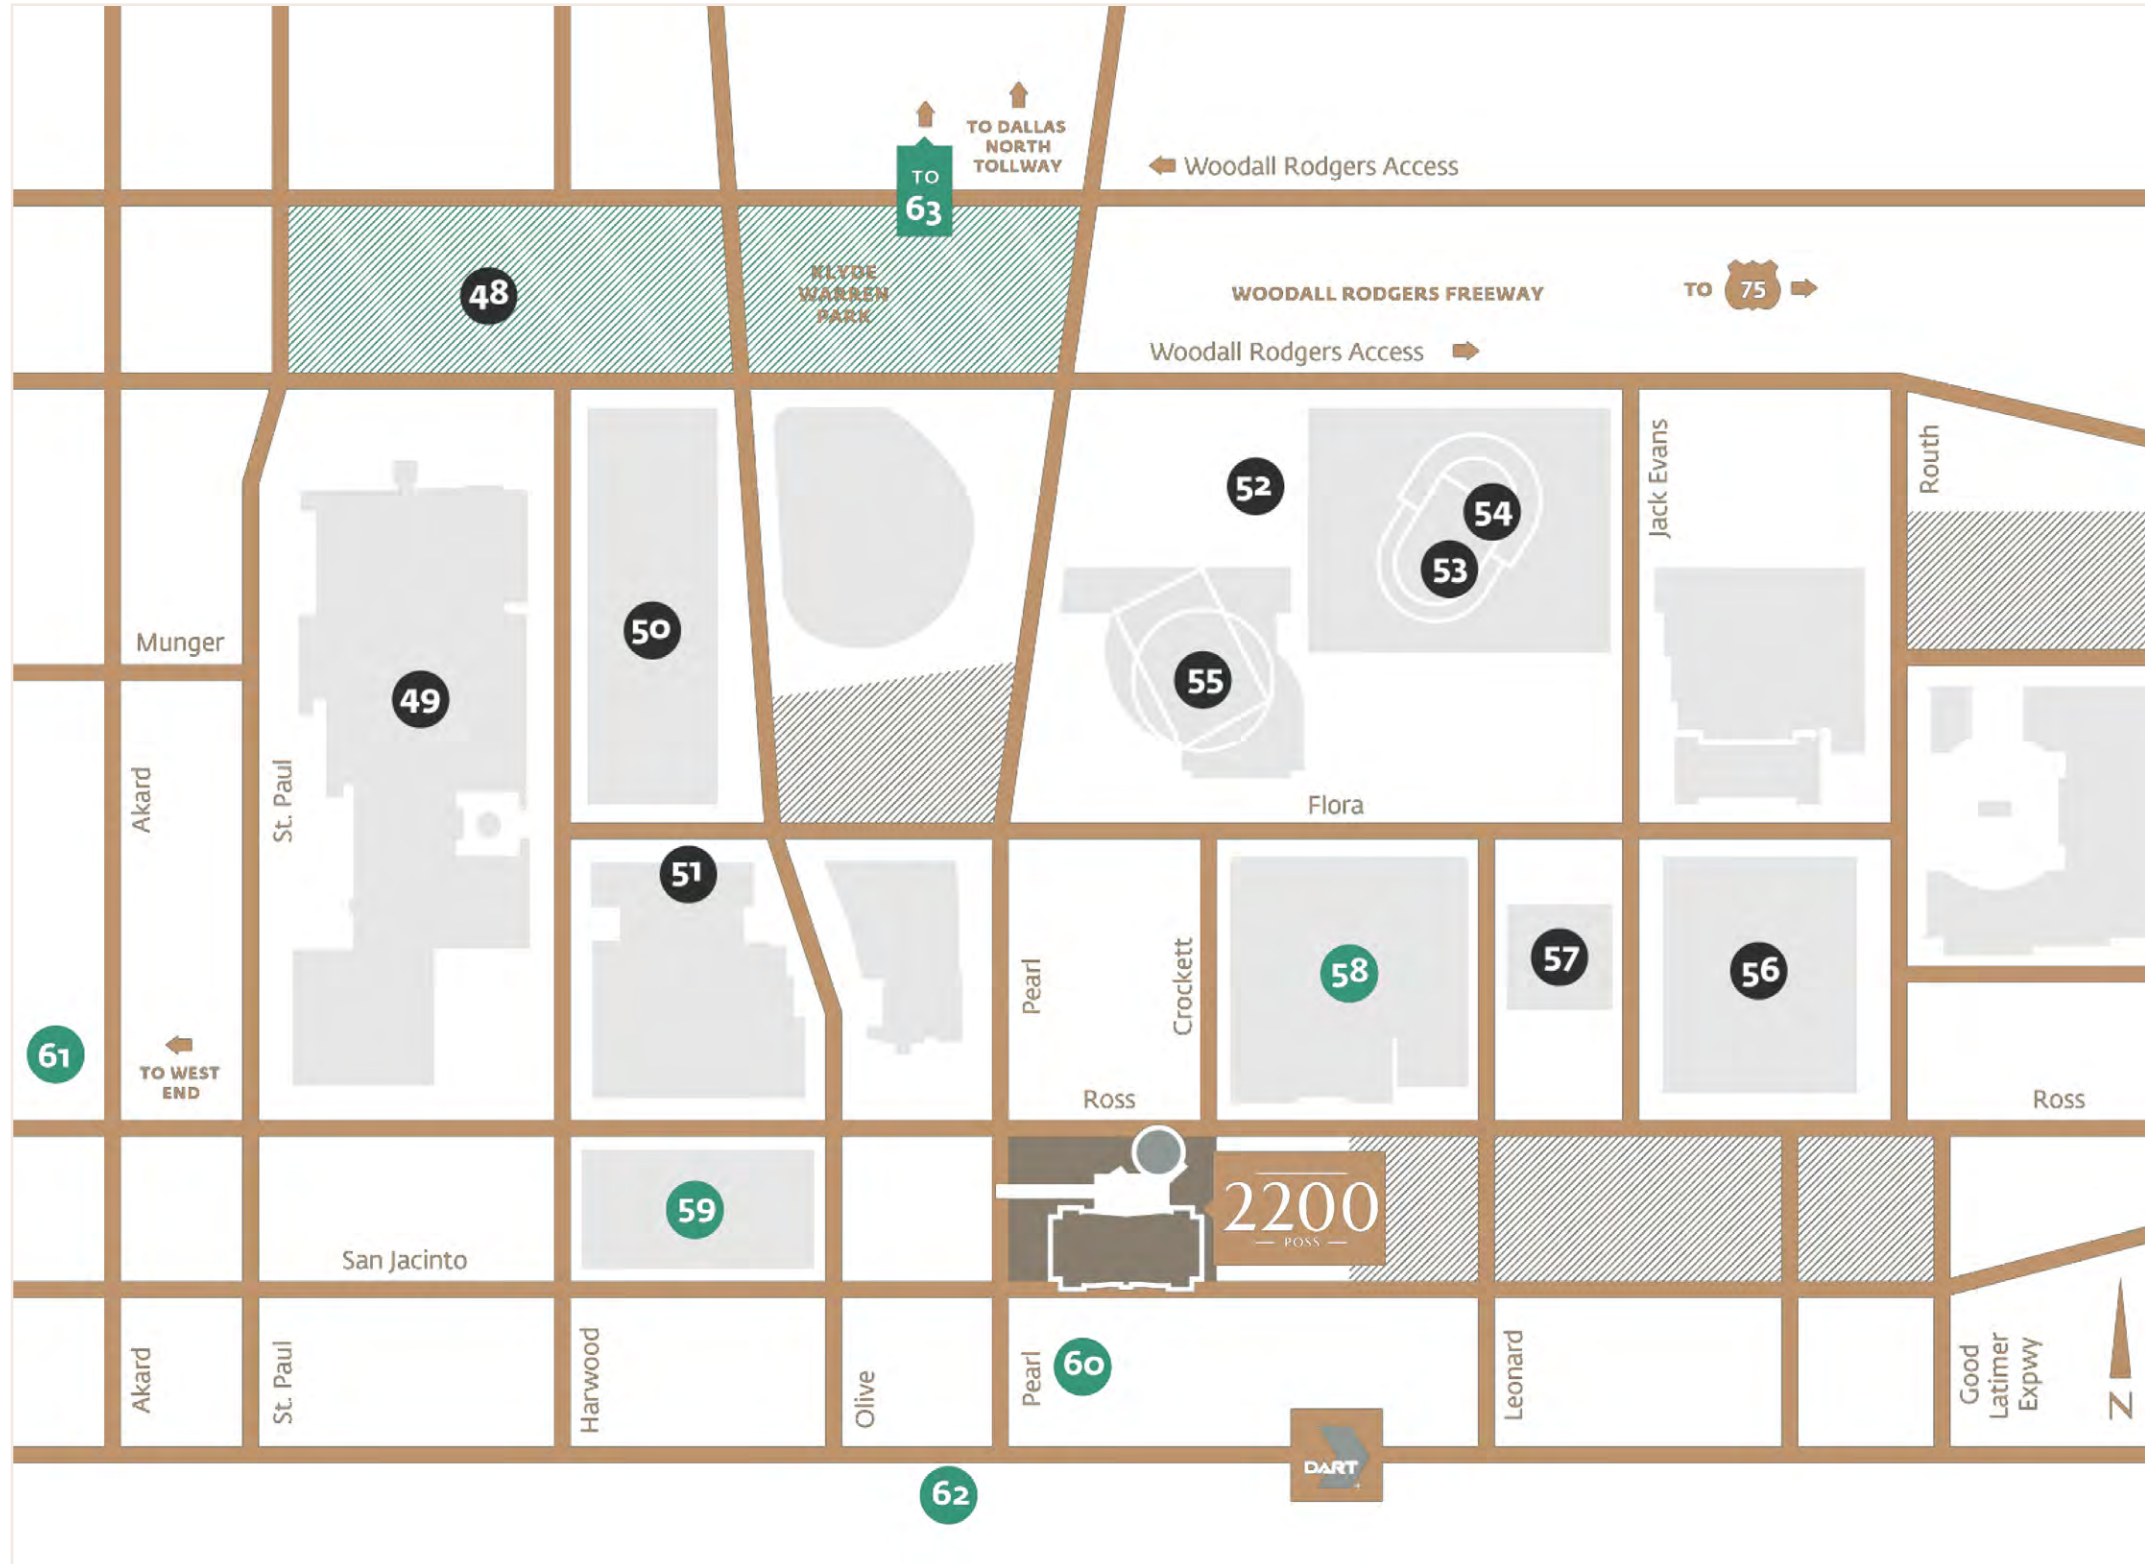 TO DALLAS
NORTH
TOLLWAY
TO
63
Woodall Rodgers Access
48
KLYDE
WARREN
PARK
WOODALL RODGERS FREEWAY
TO 75
Woodall Rodgers Access
Jack Evans
Routh
52
54
53
50
Munger
49
55
Akard
St. Paul
Flora
51
Pearl
Crockett
58
57
56
61
TO WEST
END
Ross
Ross
59
2200
POSS
San Jacinto
Akard
St. Paul
Harwood
Olive
Pearl
60
Leonard
Good
Latimer
Expwy
N
DART
62